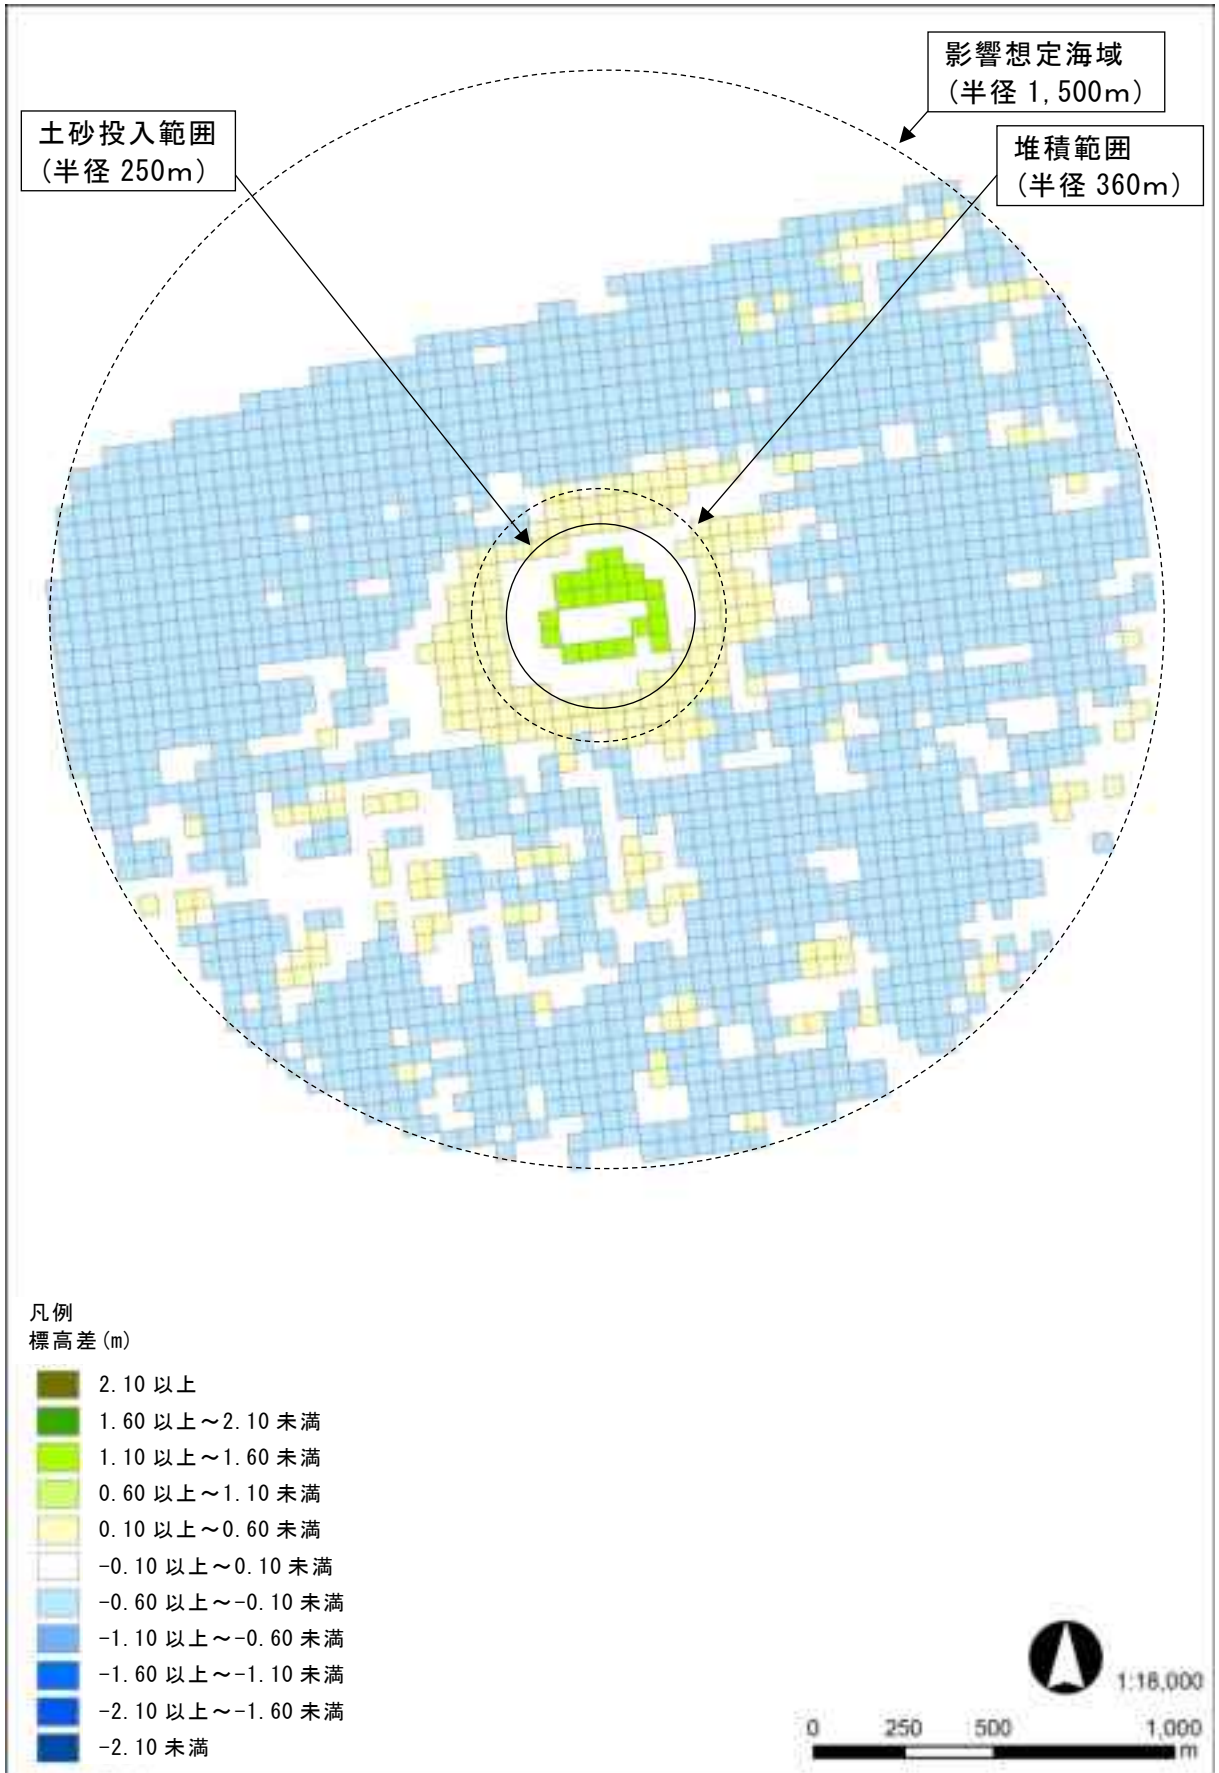 影響想定海域
(半径 1,500m)
土砂投入範囲
(半径 250m)
堆積範囲
(半径 360m)
凡例
標高差(m)
2.10 以上
1.60 以上～2.10 未満
1.10 以上～1.60 未満
0.60 以上～1.10 未満
0.10 以上～0.60 未満
-0.10 以上～0.10 未満
-0.60 以上～-0.10 未満
-1.10 以上～-0.60 未満
-1.60 以上～-1.10 未満
-2.10 以上～-1.60 未満
-2.10 未満
1:18,000
0 250 500 1,000
m